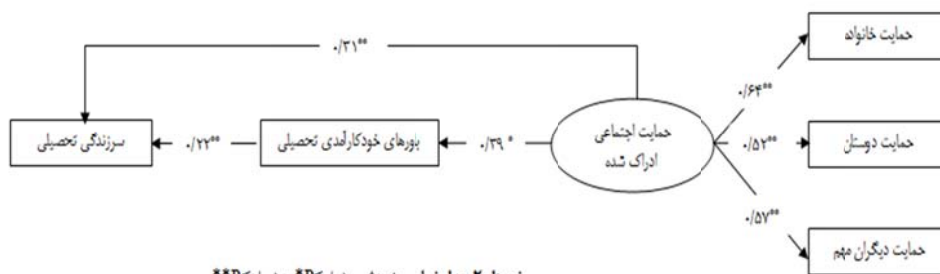 ۰/۳۱**
حمایت خانواده
۰/۶۴**
حمایت اجتماعی
ادراک شده
۰/۵۲**
حمایت دوستان
۰/۳۹ *
باورهای خودکارآمدی تحصیلی
۰/۲۲**
سرزندگی تحصیلی
۰/۵۷**
حمایت دیگران مهم